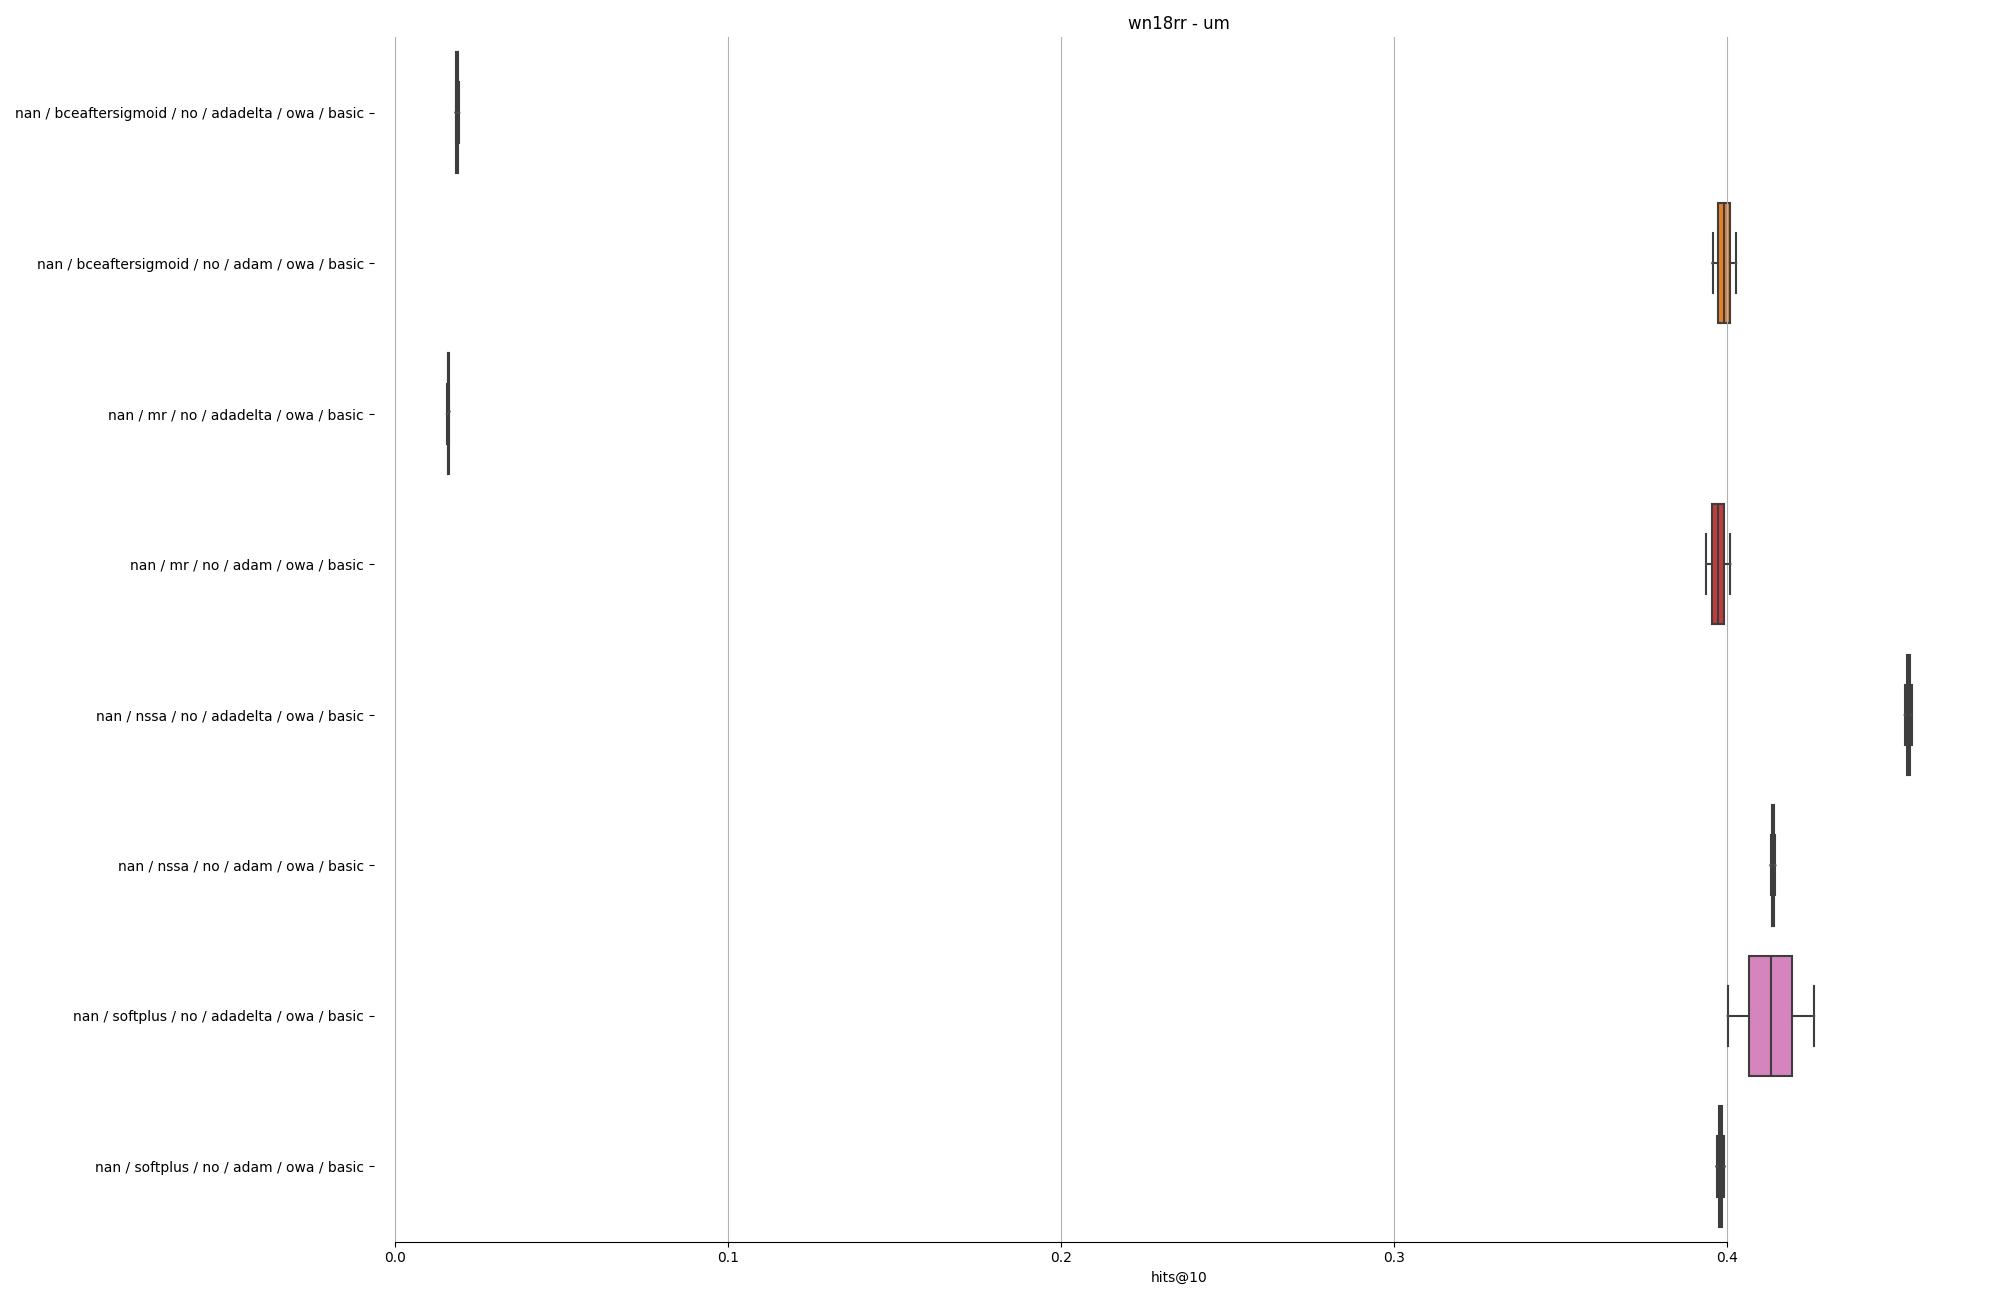 wn18rr - um
nan / bceaftersigmoid / no / adadelta / owa / basic
nan / bceaftersigmoid / no / adam / owa / basic
nan / mr / no / adadelta / owa / basic
nan / mr / no / adam / owa / basic
nan / nssa / no / adadelta / owa / basic
nan / nssa / no / adam / owa / basic
nan / softplus / no / adadelta / owa / basic
nan / softplus / no / adam / owa / basic
0.0 0.1 0.2 0.3 0.4
hits@10